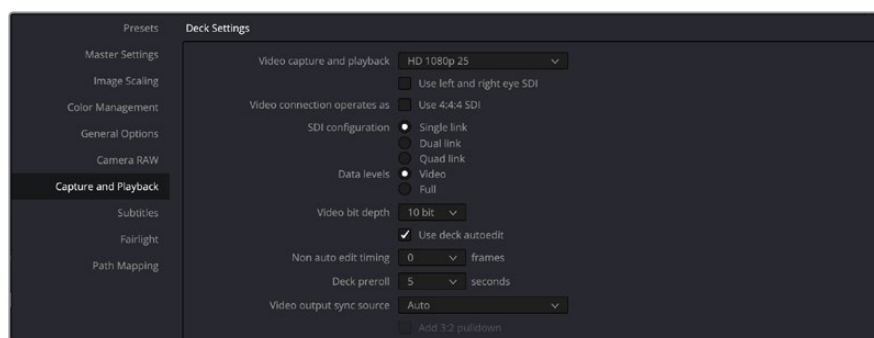 Presets
Master Settings
Image Scaling
Color Management
General Options
Camera RAW
Capture and Playback
Subtitles
Fairlight
Path Mapping
Deck Settings
Video capture and playback HD 1080p 25
Use left and right eye SDI
Video connection operates as Use 4:4:4 SDI
SDI configuration Single link
Dual link
Quad link
Data levels Video
Full
Video bit depth 10 bit
Use deck autoedit
Non auto edit timing 0 frames
Deck preroll 5 seconds
Video output sync source Auto
Add 3:2 pulldown